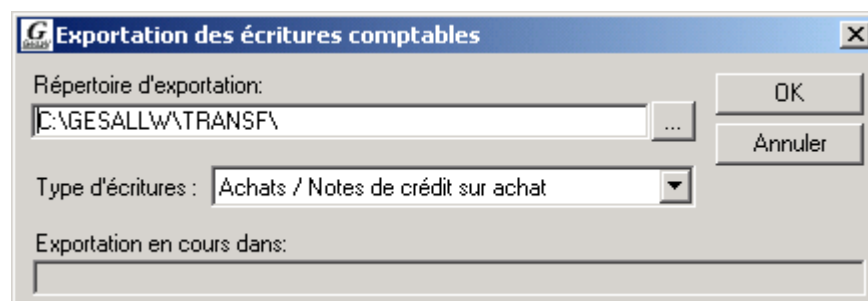 Exportation des écritures comptables
Répertoire d'exportation:
C:\GESALLW\TRANSF\
...
OK
Annuler
Type d'écritures : Achats / Notes de crédit sur achat
Exportation en cours dans: